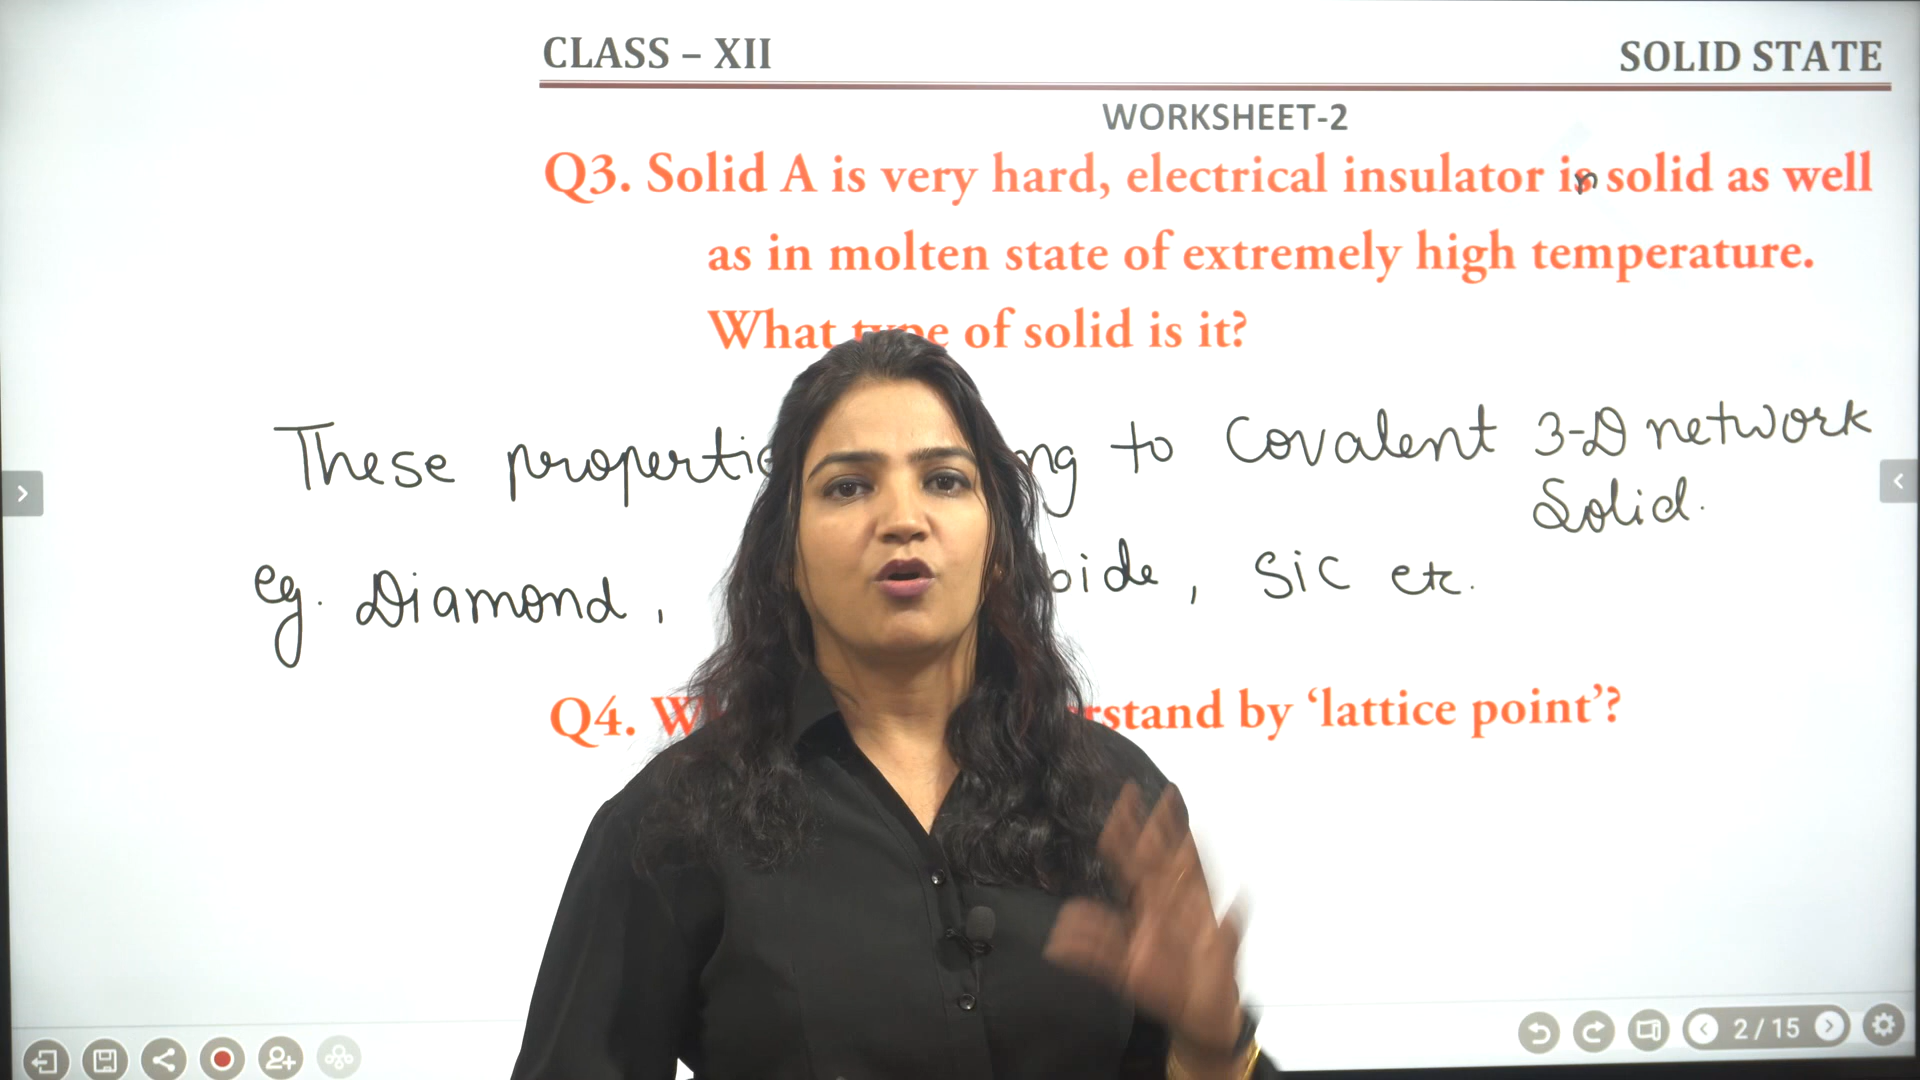 CLASS – XII
SOLID STATE
WORKSHEET-2
Q3. Solid A is very hard, electrical insulator in solid as well
as in molten state of extremely high temperature.
What type of solid is it?
These to Covalent 3-D network
Solid.
eg. Diamond, , SiC etc.
Q4. by ‘lattice point’?
2 / 15